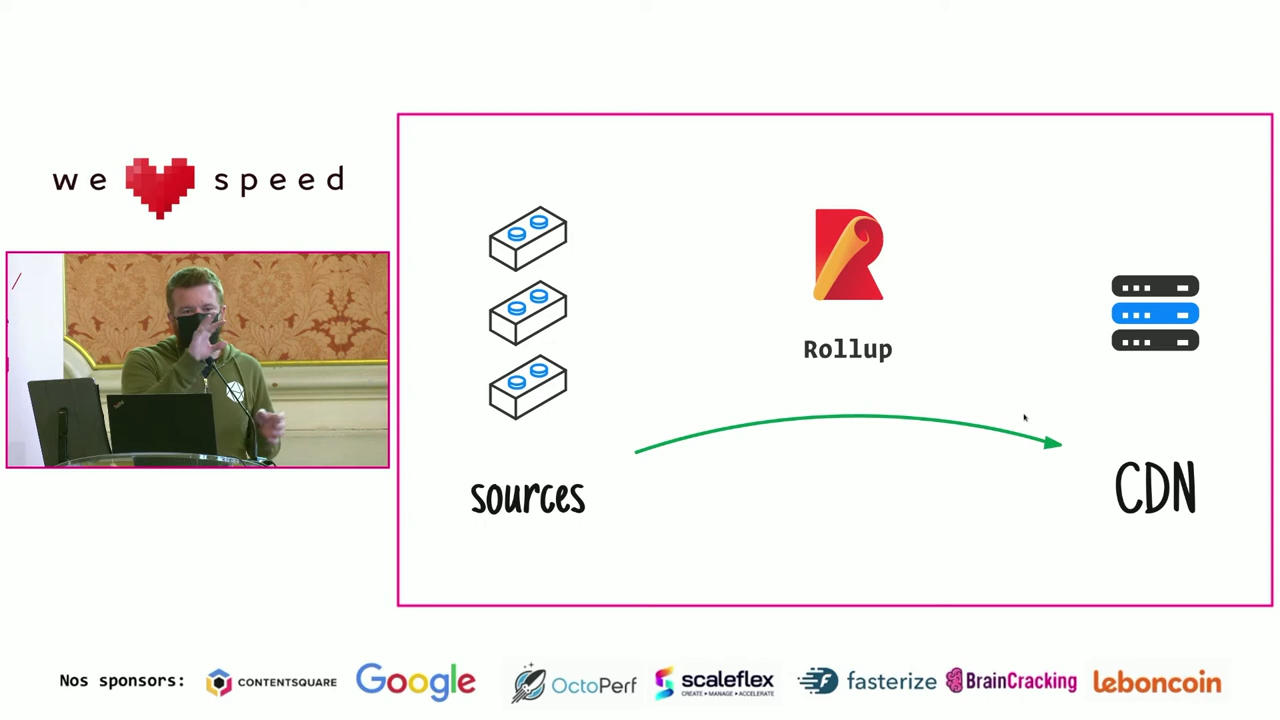 we speed
Rollup
sources
CDN
Nos sponsors:
CONTENTSQUARE
Google
OctoPerf
scaleflex
CREATE • MANAGE • ACCELERATE
fasterize
BrainCracking
leboncoin